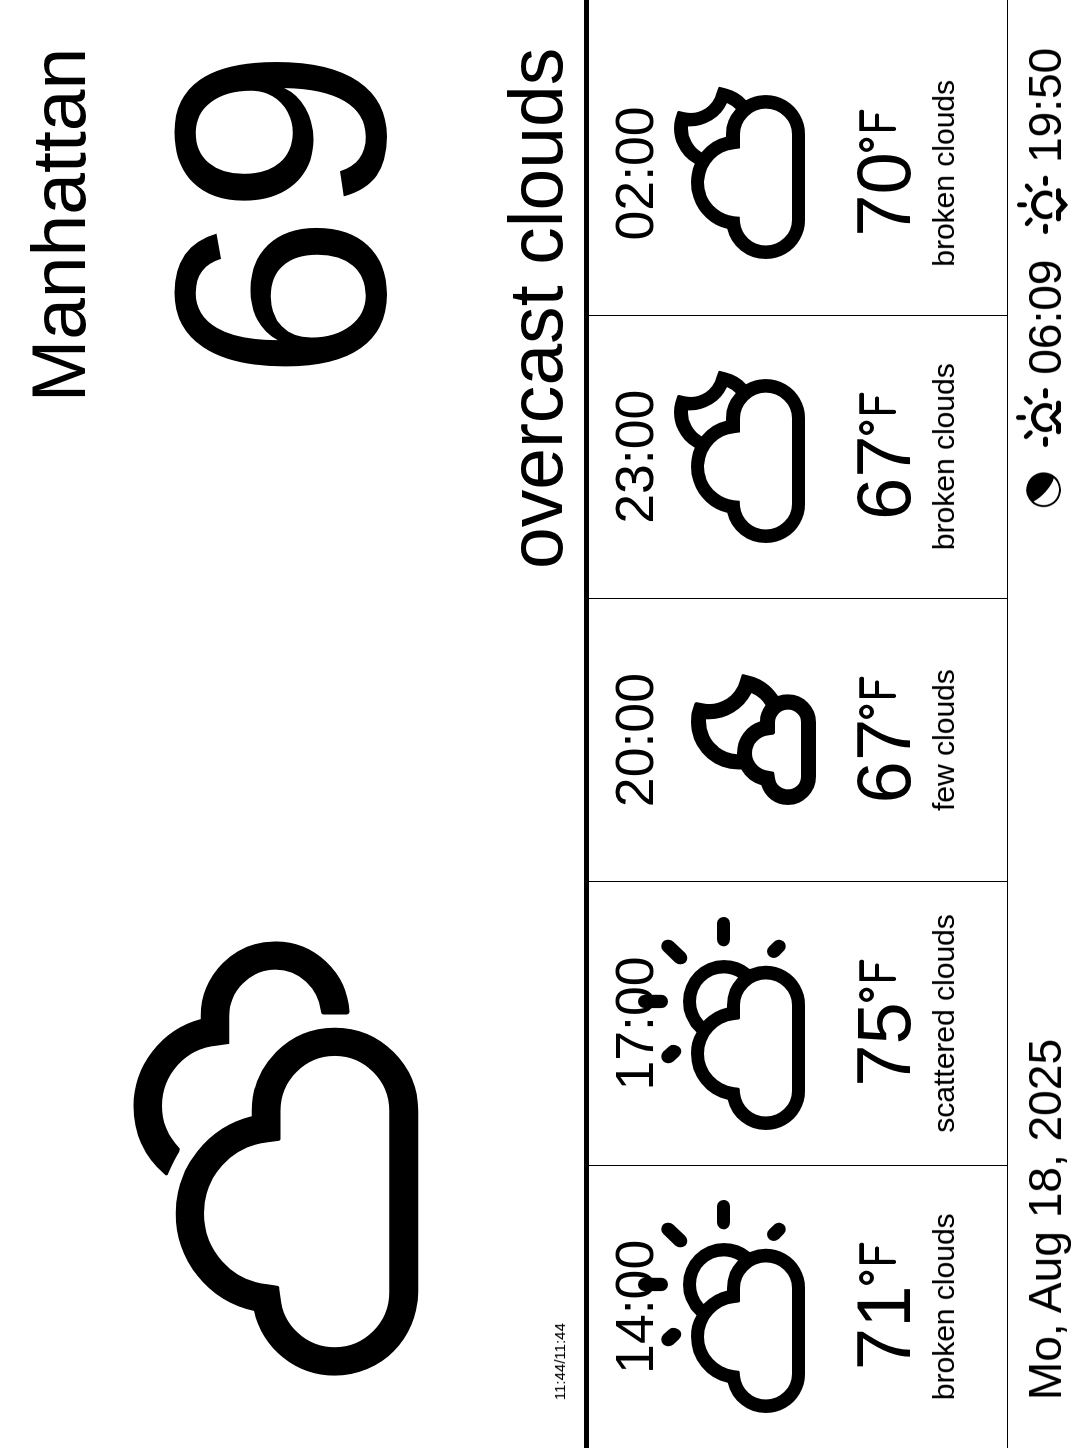 Manhattan
69
overcast clouds
11:44/11:44
14:00
71°F
broken clouds
17:00
75°F
scattered clouds
20:00
67°F
few clouds
23:00
67°F
broken clouds
02:00
70°F
broken clouds
Mo, Aug 18, 2025
06:09 19:50